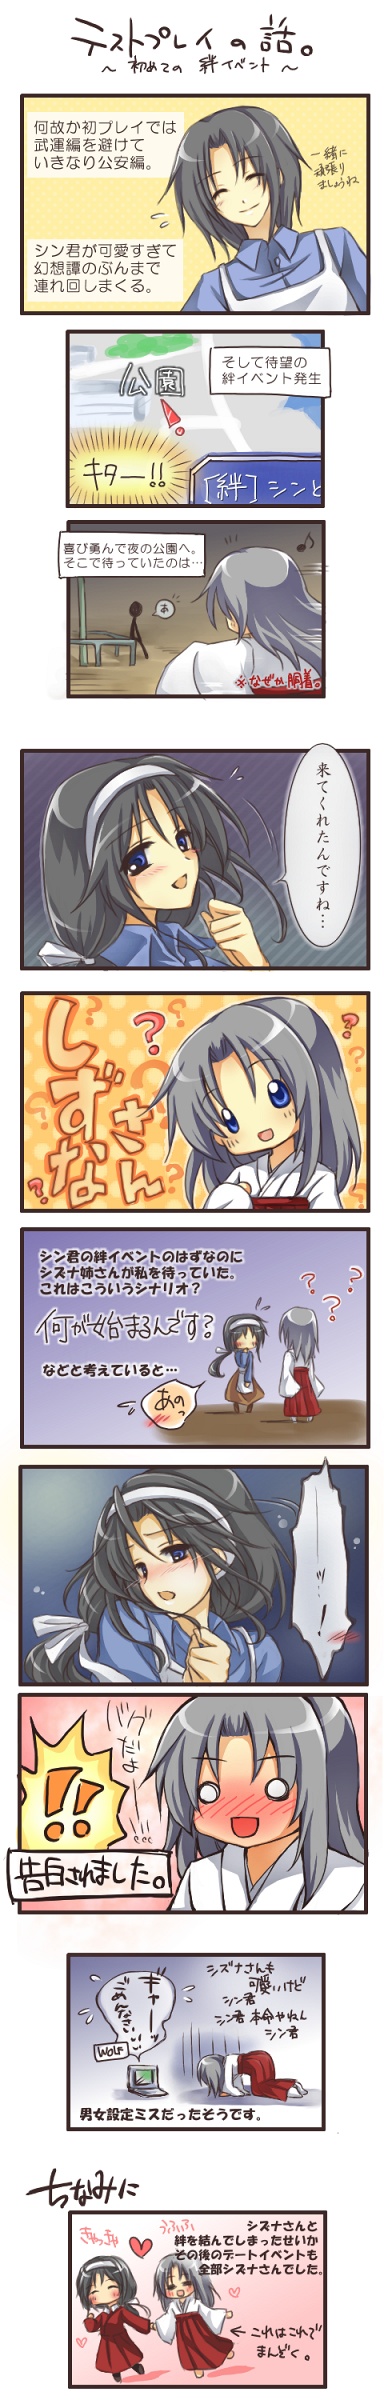 テストプレイの話。
～ 初めての 絆イベント ～
何故か初プレイでは
武運編を避けて
いきなり公安編。
一緒に
頑張り
ましょうね
シン君が可愛すぎて
幻想譚のぶんまで
連れ回しまくる。
そして待望の
絆イベント発生
公園
キター!!
[絆]シンと
喜び勇んで夜の公園へ。
そこで待っていたのは…
あ
※なぜか胴着。
来てくれたんですね…
しずな
さん
シン君の絆イベントのはずなのに
シズナ姉さんが私を待っていた。
これはこういうシナリオ?
何が始まるんです?
などと考えていると…
あのっ
バグ
だよ
!!
告白されました。
シズナさんも
可愛いけど
シン君
シン君 本命やねん
シン君
ギャーッ
ごめんなさいぃ
WOLF
男女設定ミスだったそうです。
ちなみに
シズナさんと
絆を結んでしまったせいか
その後のデートイベントも
全部シズナさんでした。
きゃっきゃ
うふふ
←これはこれで
まんぞく。